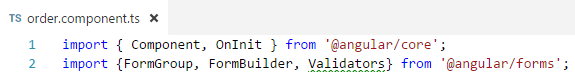 TS order.component.ts ×
1 import { Component, OnInit } from '@angular/core';
2 import {FormGroup, FormBuilder, Validators} from '@angular/forms';